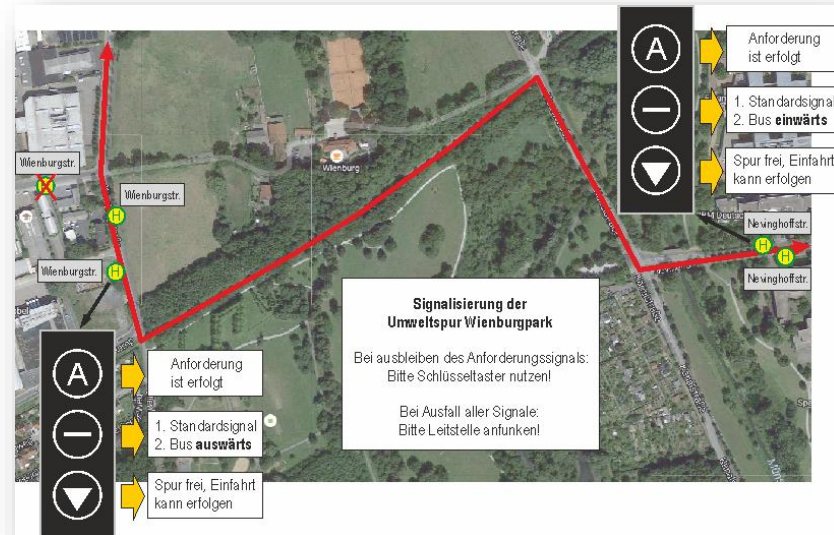 A
Anforderung
ist erfolgt
1. Standardsignal
2. Bus einwärts
Spur frei, Einfahrt
kann erfolgen
Wienburgstr.
H
Wienburg
Wienburgstr.
H
Wienburgstr.
H
Nevinghoffstr.
H
H
Nevinghoffstr.
Signalisierung der
Umweltspur Wienburgpark
Bei ausbleiben des Anforderungssignals:
Bitte Schlüsseltaster nutzen!
Bei Ausfall aller Signale:
Bitte Leitstelle anfunken!
A
Anforderung
ist erfolgt
1. Standardsignal
2. Bus auswärts
Spur frei, Einfahrt
kann erfolgen